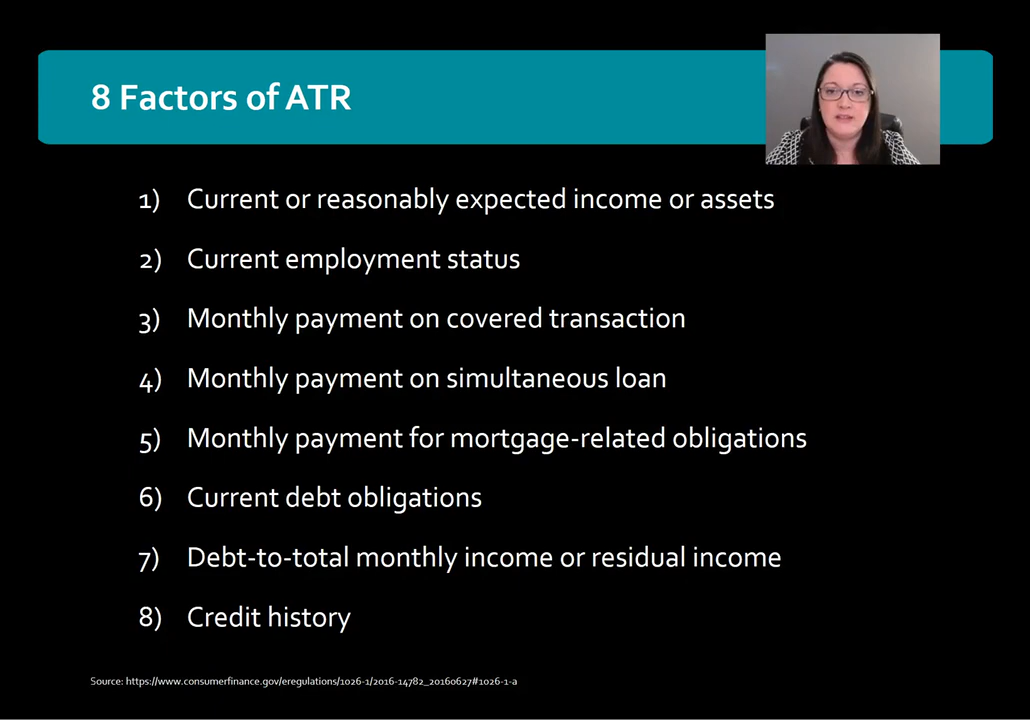 8 Factors of ATR
1) Current or reasonably expected income or assets
2) Current employment status
3) Monthly payment on covered transaction
4) Monthly payment on simultaneous loan
5) Monthly payment for mortgage-related obligations
6) Current debt obligations
7) Debt-to-total monthly income or residual income
8) Credit history
Source: https://www.consumerfinance.gov/eregulations/1026-1/2016-14782_20160627#1026-1-a